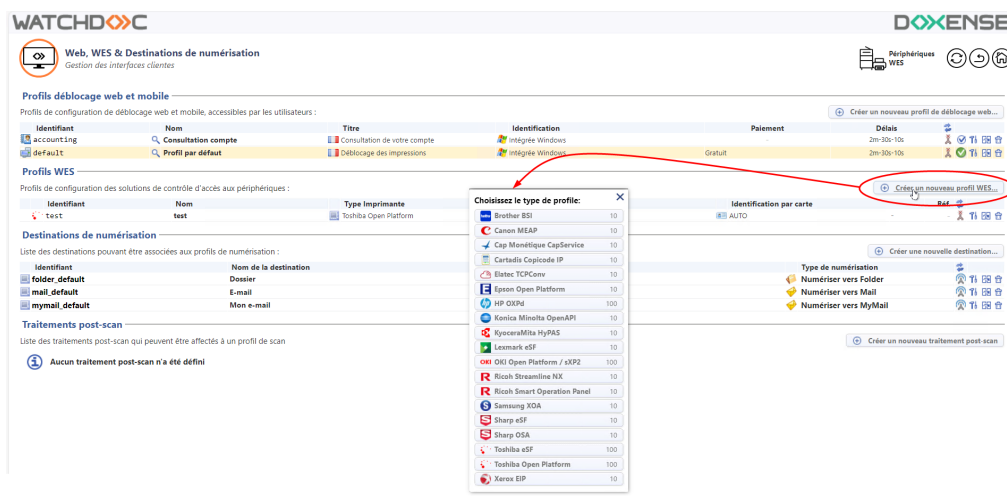 WATCHDOC
DOXENSE
Web, WES & Destinations de numérisation
Gestion des interfaces clientes
Périphériques
WES
Profils déblocage web et mobile
Profils de configuration de déblocage web et mobile, accessibles par les utilisateurs :
Créer un nouveau profil de déblocage web...
Identifiant Nom Titre Identification Paiement Délais
accounting Consultation compte Consultation de votre compte Intégrée Windows 2m-30s-10s
default Profil par défaut Déblocage des impressions Intégrée Windows Gratuit 2m-30s-10s
Profils WES
Profils de configuration des solutions de contrôle d'accès aux périphériques :
Créer un nouveau profil WES...
Identifiant Nom Type Imprimante Identification par carte Réf.
test test Toshiba Open Platform AUTO - -
Destinations de numérisation
Liste des destinations pouvant être associées aux profils de numérisation :
Créer une nouvelle destination...
Identifiant Nom de la destination Type de numérisation
folder_default Dossier Numériser vers Folder
mail_default E-mail Numériser vers Mail
mymail_default Mon e-mail Numériser vers MyMail
Traitements post-scan
Liste des traitements post-scan qui peuvent être affectés à un profil de scan
Créer un nouveau traitement post-scan
Aucun traitement post-scan n'a été défini
Choisissez le type de profile:
Brother BSI 10
Canon MEAP 10
Cap Monétique CapService 10
Cartadis Copicode IP 10
Elatec TCPConv 10
Epson Open Platform 10
HP OXPd 100
Konica Minolta OpenAPI 10
KyoceraMita HyPAS 10
Lexmark eSF 10
OKI OKI Open Platform / sXP2 100
Ricoh Streamline NX 10
Ricoh Smart Operation Panel 10
Samsung XOA 10
Sharp eSF 10
Sharp OSA 10
Toshiba eSF 100
Toshiba Open Platform 100
Xerox EIP 10